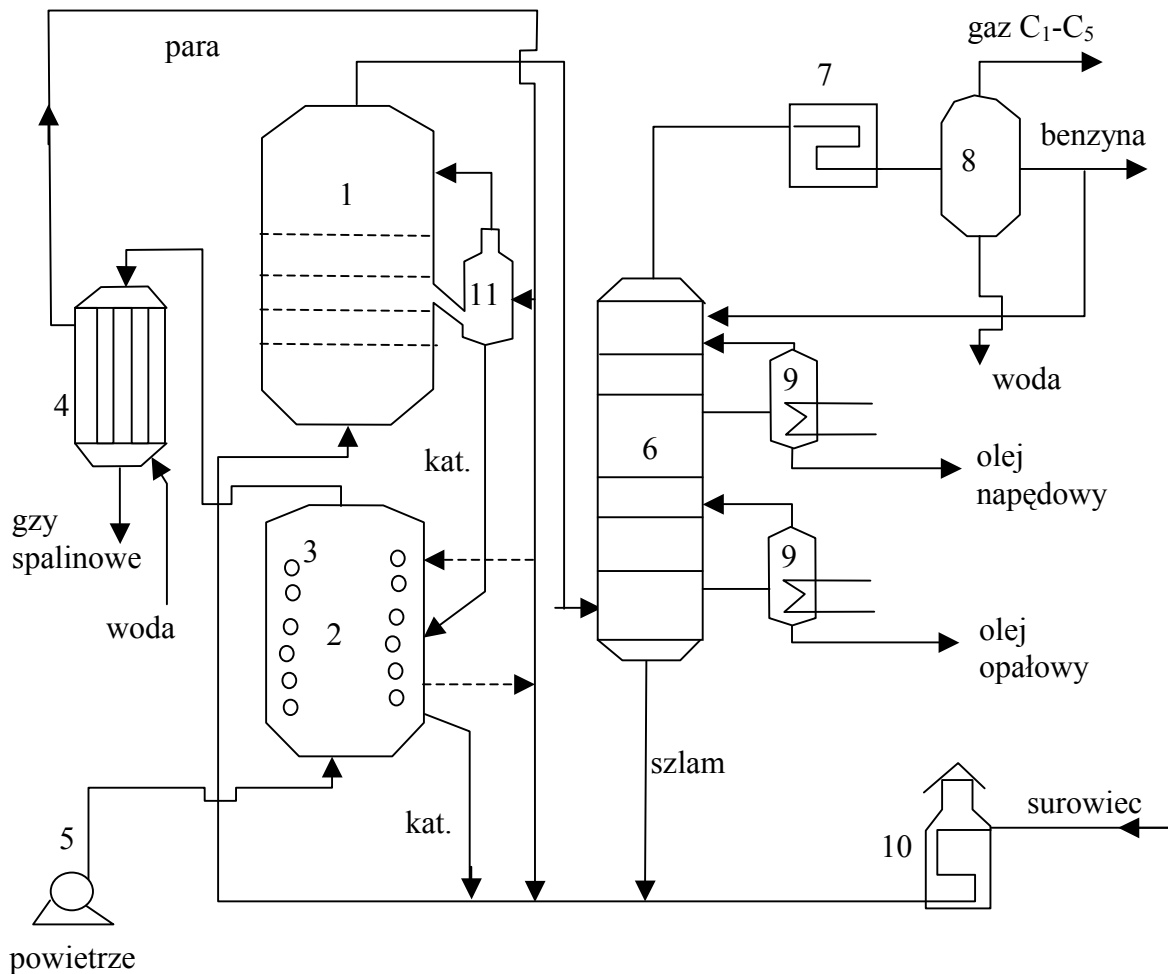 gaz C₁-C₅
para
7
benzyna
8
1
11
9
woda
4
6
kat.
olej
napędowy
gzy
spalinowe
3
9
woda
2
olej
opałowy
szlam
surowiec
kat.
5
10
powietrze